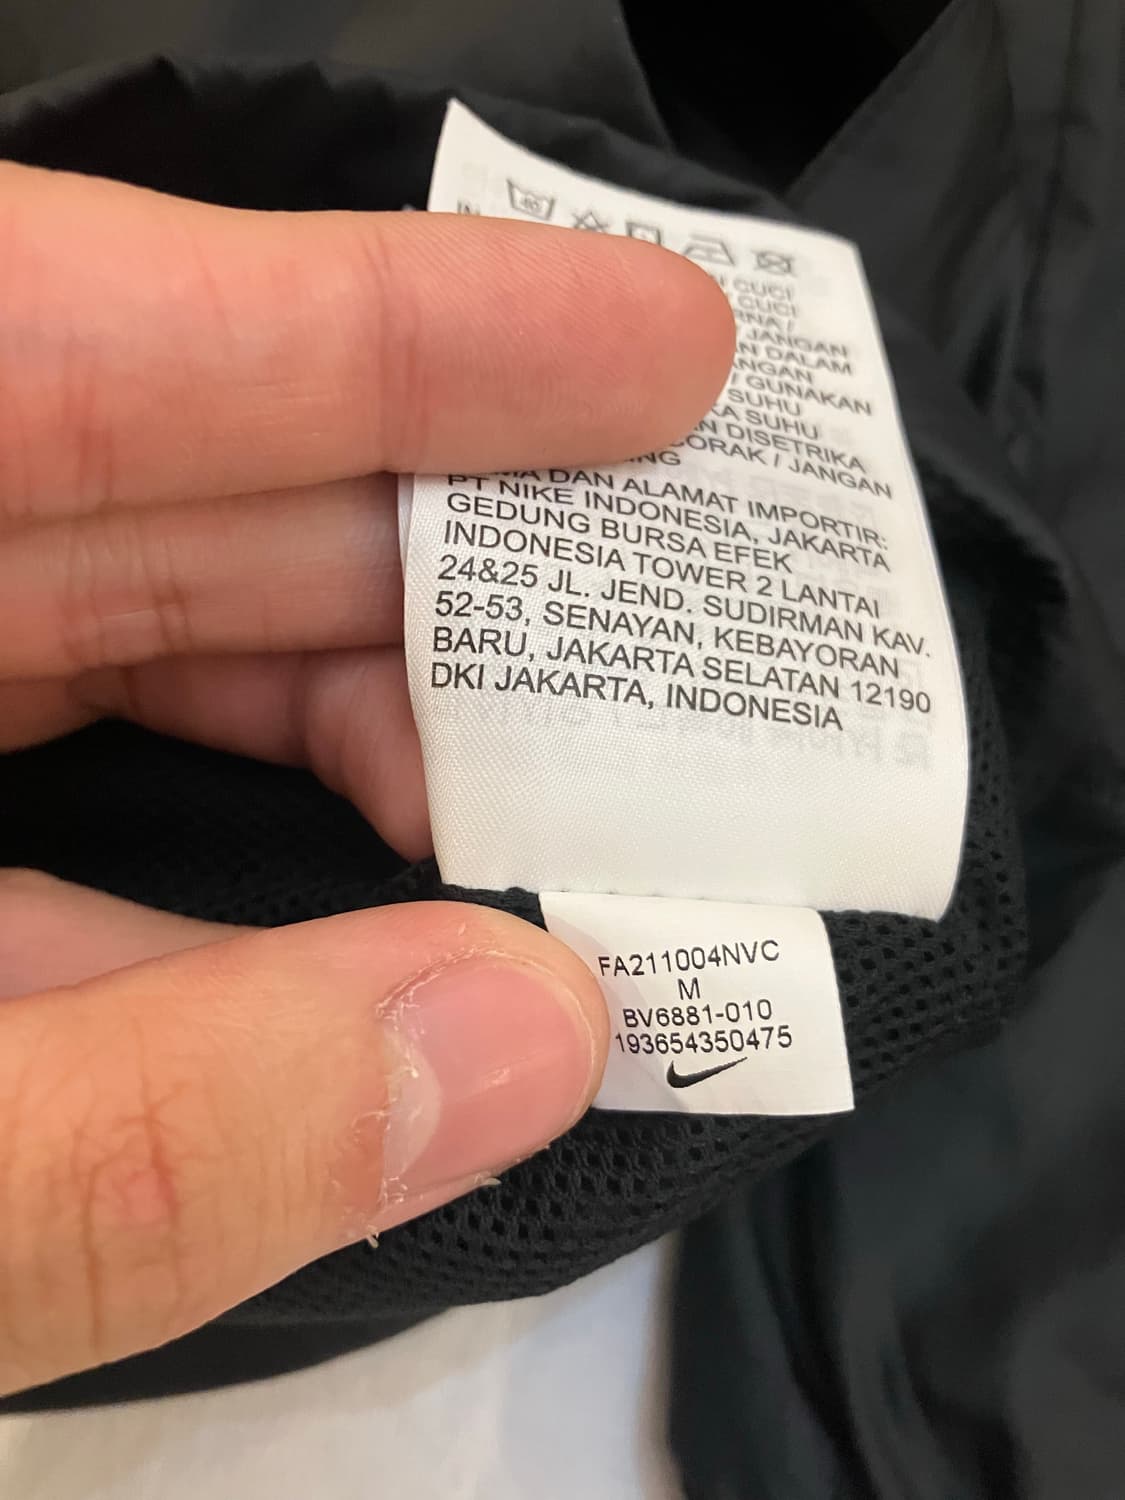 40
CUCI
CUCI
JANGAN
DALAM
/ GUNAKAN
SUHU
SUHU
DISETRIKA
/ JANGAN
DAN ALAMAT IMPORTIR:
PT NIKE INDONESIA, JAKARTA
GEDUNG BURSA EFEK
INDONESIA TOWER 2 LANTAI
24&25 JL. JEND. SUDIRMAN KAV.
52-53, SENAYAN, KEBAYORAN
BARU, JAKARTA SELATAN 12190
DKI JAKARTA, INDONESIA
FA211004NVC
M
BV6881-010
193654350475